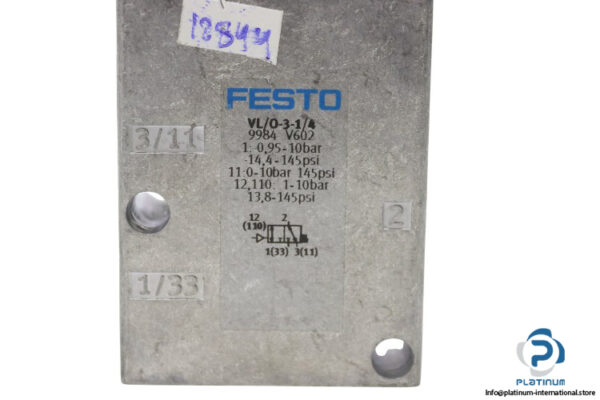 18844
FESTO
VL/O-3-1/4
9984 V602
1: 0,95-10bar
14,4-145psi
11:0-10bar 145psi
12,110: 1-10bar
13,8-145psi
3/11
2
12 2
(110)
1(33) 3(11)
1/33
PLATINUM
Info@platinum-international.store